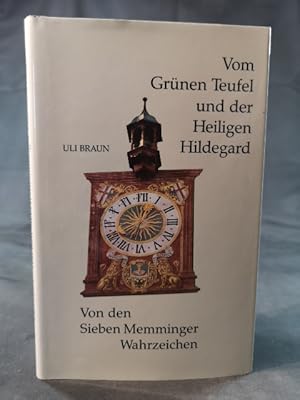 Vom
Grünen Teufel
und der
Heiligen
Hildegard
ULI BRAUN
Von den
Sieben Memminger
Wahrzeichen